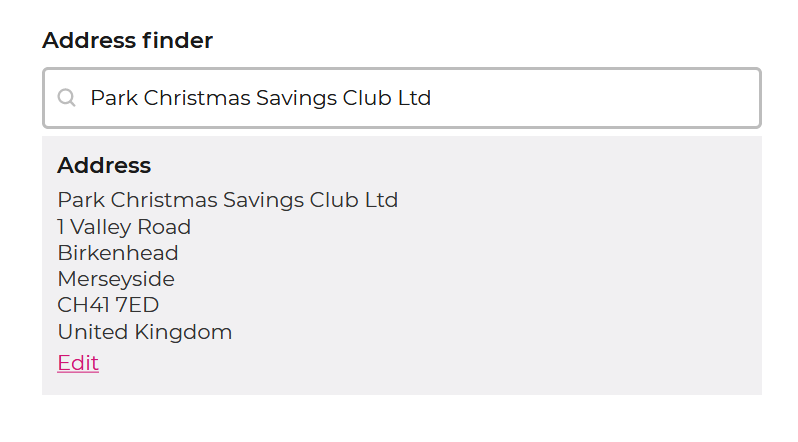 Address finder
Park Christmas Savings Club Ltd
Address
Park Christmas Savings Club Ltd
1 Valley Road
Birkenhead
Merseyside
CH41 7ED
United Kingdom
Edit